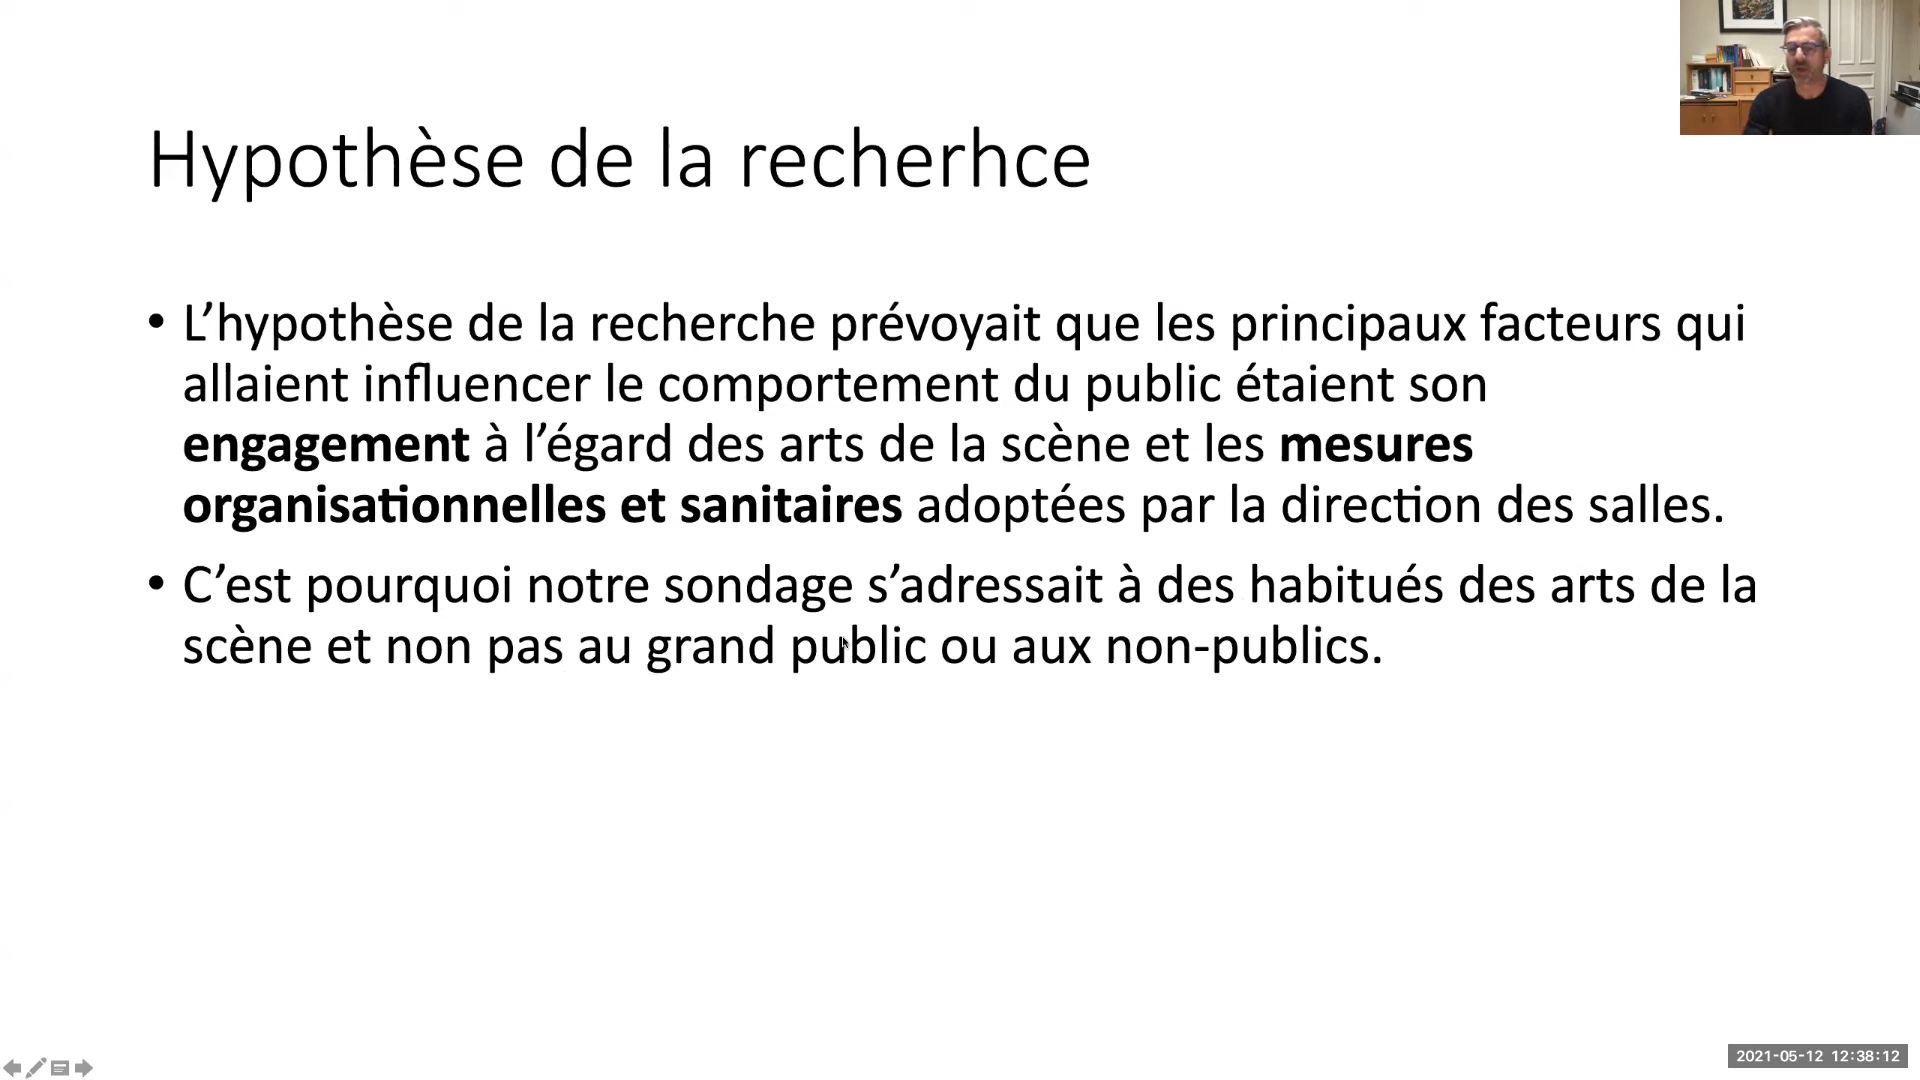 Hypothèse de la recherhce
• L’hypothèse de la recherche prévoyait que les principaux facteurs qui
allaient influencer le comportement du public étaient son
engagement à l’égard des arts de la scène et les mesures
organisationnelles et sanitaires adoptées par la direction des salles.
• C’est pourquoi notre sondage s’adressait à des habitués des arts de la
scène et non pas au grand public ou aux non-publics.
2021-05-12 12:38:12